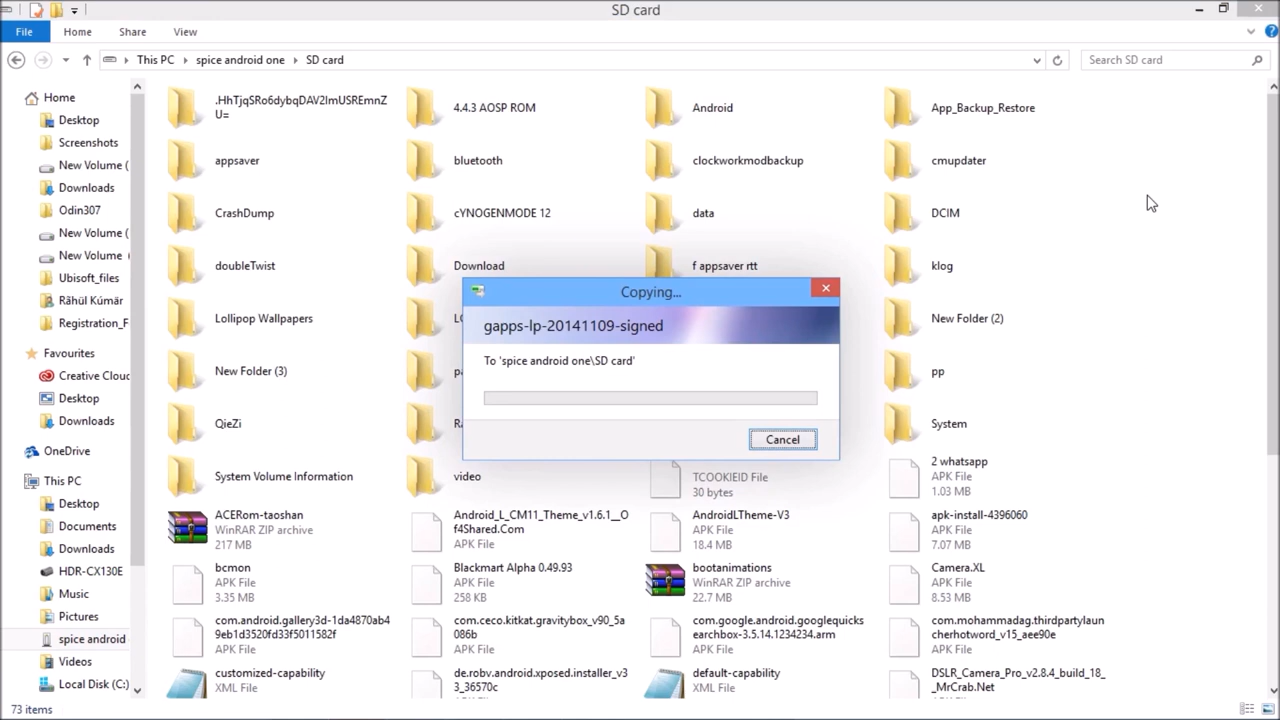 SD card
File
Home
Share
View
This PC
spice android one
SD card
Search SD card
Home
Desktop
Screenshots
New Volume (
Downloads
Odin307
New Volume (
New Volume (
Ubisoft_files
Rähül Kúmár
Registration_F
Favourites
Creative Cloud
Desktop
Downloads
OneDrive
This PC
Desktop
Documents
Downloads
HDR-CX130E
Music
Pictures
spice android
Videos
Local Disk (C:)
4.4.3 AOSP ROM
Android
App_Backup_Restore
appsaver
bluetooth
clockworkmodbackup
cmupdater
CrashDump
cYNOGENMODE 12
data
DCIM
doubleTwist
Download
f appsaver rtt
klog
Lollipop Wallpapers
New Folder (2)
New Folder (3)
pp
QieZi
System
System Volume Information
video
TCOOKIEID File
30 bytes
2 whatsapp
APK File
1.03 MB
ACERom-taoshan
WinRAR ZIP archive
217 MB
Android_L_CM11_Theme_v1.6.1__O
f4Shared.Com
APK File
AndroidLTheme-V3
APK File
18.4 MB
apk-install-4396060
APK File
7.07 MB
bcmon
APK File
3.35 MB
Blackmart Alpha 0.49.93
APK File
258 KB
bootanimations
WinRAR ZIP archive
22.7 MB
Camera.XL
APK File
8.53 MB
com.android.gallery3d-1da4870ab4
9eb1d3520fd33f5011582f
APK File
com.ceco.kitkat.gravitybox_v90_5a
086b
APK File
com.google.android.googlequicks
earchbox-3.5.14.1234234.arm
APK File
com.mohammadag.thirdpartylaun
cherhotword_v15_aee90e
APK File
customized-capability
XML File
de.robv.android.xposed.installer_v3
3_36570c
default-capability
XML File
DSLR_Camera_Pro_v2.8.4_build_18_
_MrCrab.Net
Copying...
gapps-lp-20141109-signed
To 'spice android one\SD card'
Cancel
73 items